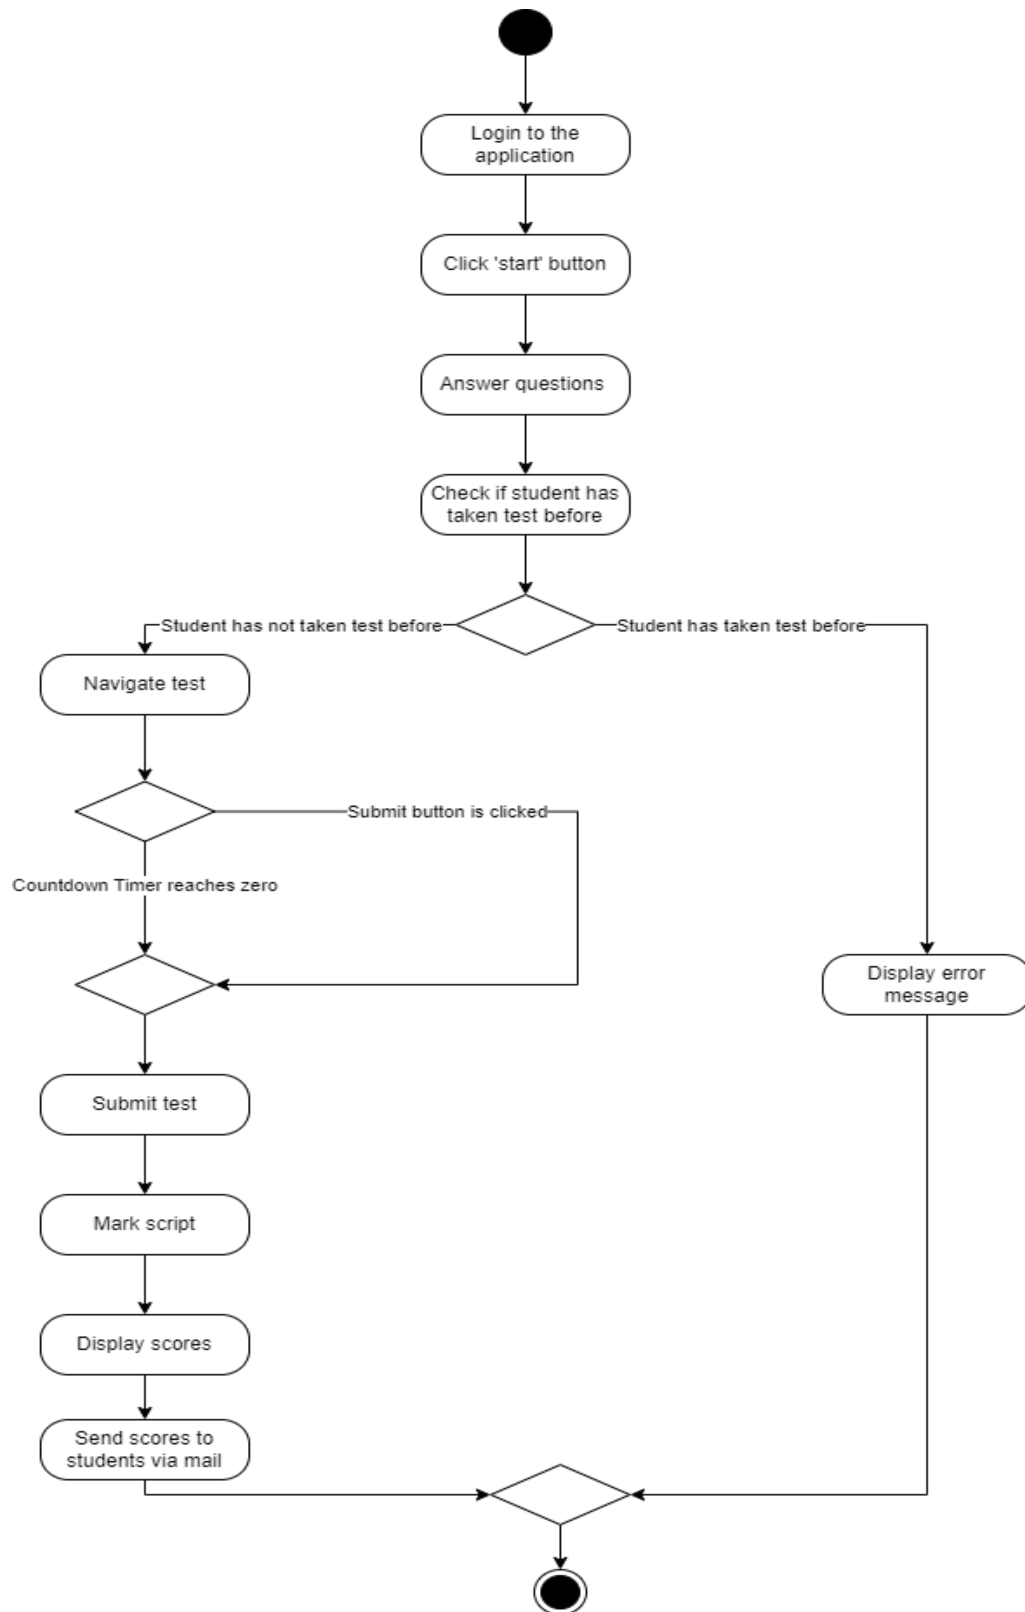 Login to the
application
Click 'start' button
Answer questions
Check if student has
taken test before
Student has not taken test before
Student has taken test before
Navigate test
Submit button is clicked
Countdown Timer reaches zero
Display error
message
Submit test
Mark script
Display scores
Send scores to
students via mail